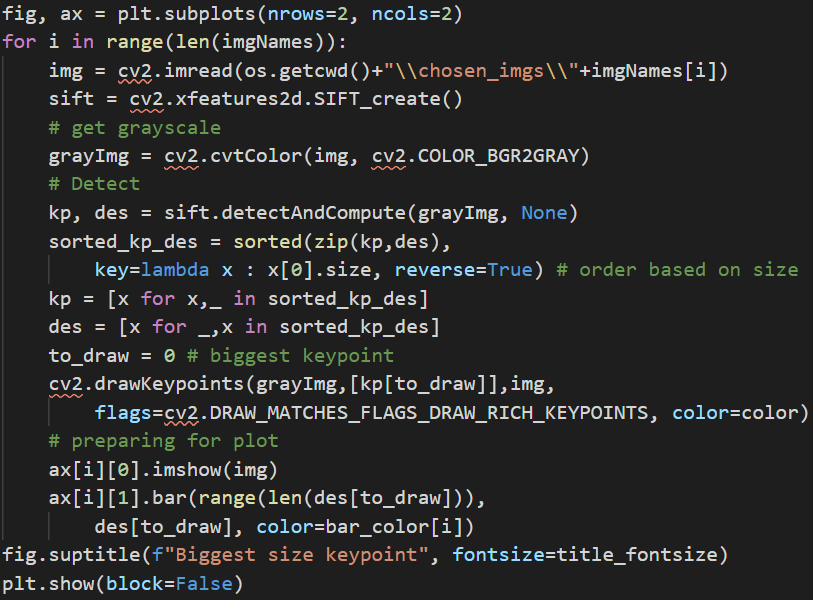 fig, ax = plt.subplots(nrows=2, ncols=2)
for i in range(len(imgNames)):
    img = cv2.imread(os.getcwd()+"\\chosen_imgs\\"+imgNames[i])
    sift = cv2.xfeatures2d.SIFT_create()
    # get grayscale
    grayImg = cv2.cvtColor(img, cv2.COLOR_BGR2GRAY)
    # Detect
    kp, des = sift.detectAndCompute(grayImg, None)
    sorted_kp_des = sorted(zip(kp,des),
        key=lambda x : x[0].size, reverse=True) # order based on size
    kp = [x for x,_ in sorted_kp_des]
    des = [x for _,x in sorted_kp_des]
    to_draw = 0 # biggest keypoint
    cv2.drawKeypoints(grayImg,[kp[to_draw]],img,
        flags=cv2.DRAW_MATCHES_FLAGS_DRAW_RICH_KEYPOINTS, color=color)
    # preparing for plot
    ax[i][0].imshow(img)
    ax[i][1].bar(range(len(des[to_draw])),
        des[to_draw], color=bar_color[i])
fig.suptitle(f"Biggest size keypoint", fontsize=title_fontsize)
plt.show(block=False)